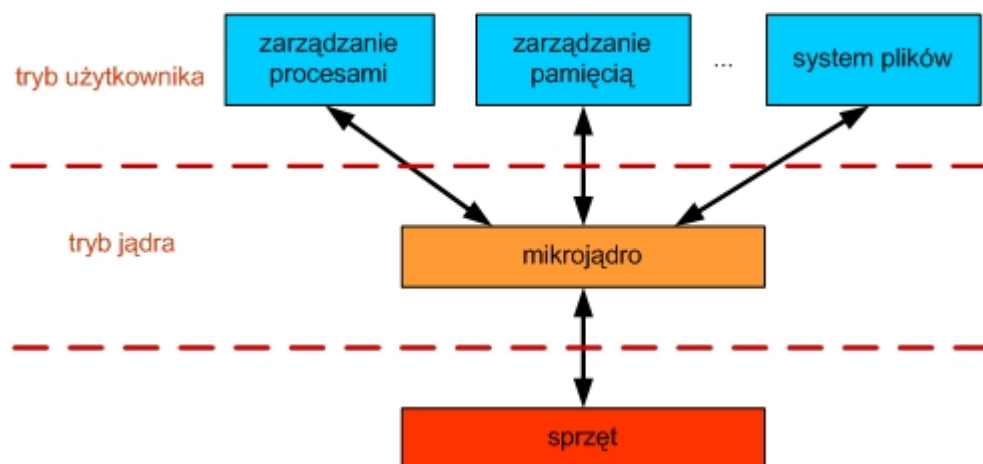 zarządzanie
procesami
zarządzanie
pamięcią
...
system plików
tryb użytkownika
tryb jądra
mikrojądro
sprzęt